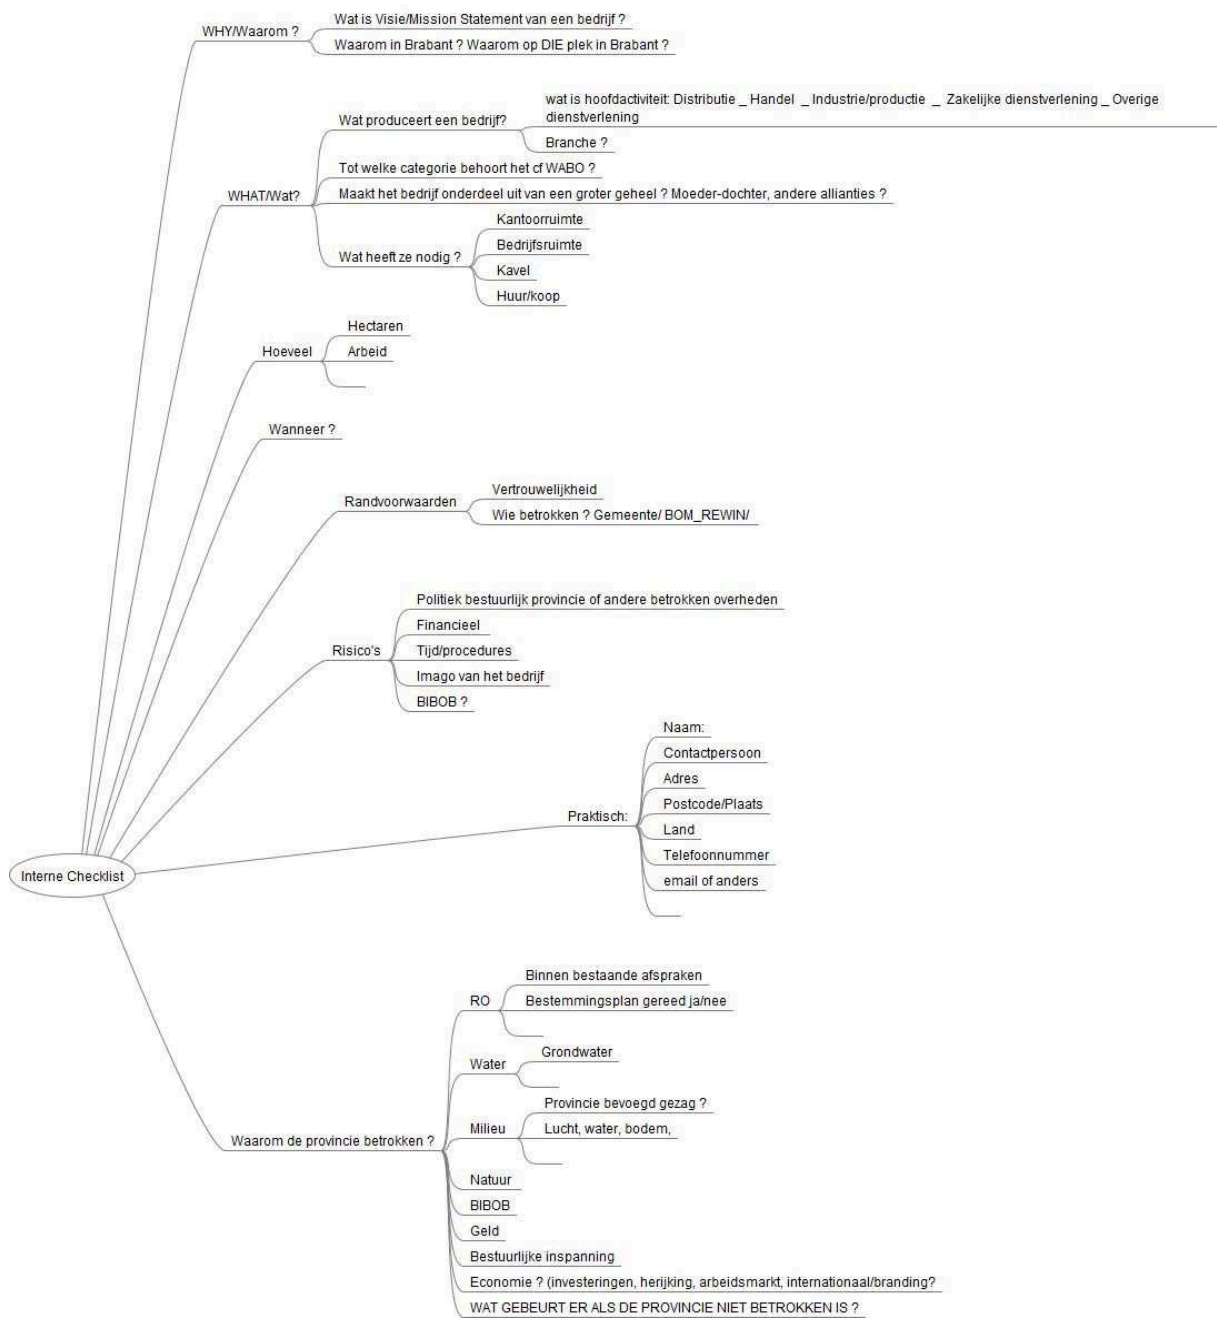 WHY/Waarom ?
Wat is Visie/Mission Statement van een bedrijf ?
Waarom in Brabant ? Waarom op DIE plek in Brabant ?
WHAT/Wat?
Wat produceert een bedrijf?
wat is hoofdactiviteit: Distributie _ Handel _ Industrie/productie _ Zakelijke dienstverlening _ Overige
dienstverlening
Branche ?
Tot welke categorie behoort het cf WABO ?
Maakt het bedrijf onderdeel uit van een groter geheel ? Moeder-dochter, andere allianties ?
Wat heeft ze nodig ?
Kantoorruimte
Bedrijfsruimte
Kavel
Huur/koop
Hoeveel
Hectaren
Arbeid
Wanneer ?
Randvoorwaarden
Vertrouwelijkheid
Wie betrokken ? Gemeente/ BOM_REWIN/
Risico's
Politiek bestuurlijk provincie of andere betrokken overheden
Financieel
Tijd/procedures
Imago van het bedrijf
BIBOB ?
Praktisch:
Naam:
Contactpersoon
Adres
Postcode/Plaats
Land
Telefoonnummer
email of anders
Interne Checklist
Waarom de provincie betrokken ?
RO
Binnen bestaande afspraken
Bestemmingsplan gereed ja/nee
Water
Grondwater
Milieu
Provincie bevoegd gezag ?
Lucht, water, bodem,
Natuur
BIBOB
Geld
Bestuurlijke inspanning
Economie ? (investeringen, herijking, arbeidsmarkt, internationaal/branding?
WAT GEBEURT ER ALS DE PROVINCIE NIET BETROKKEN IS ?